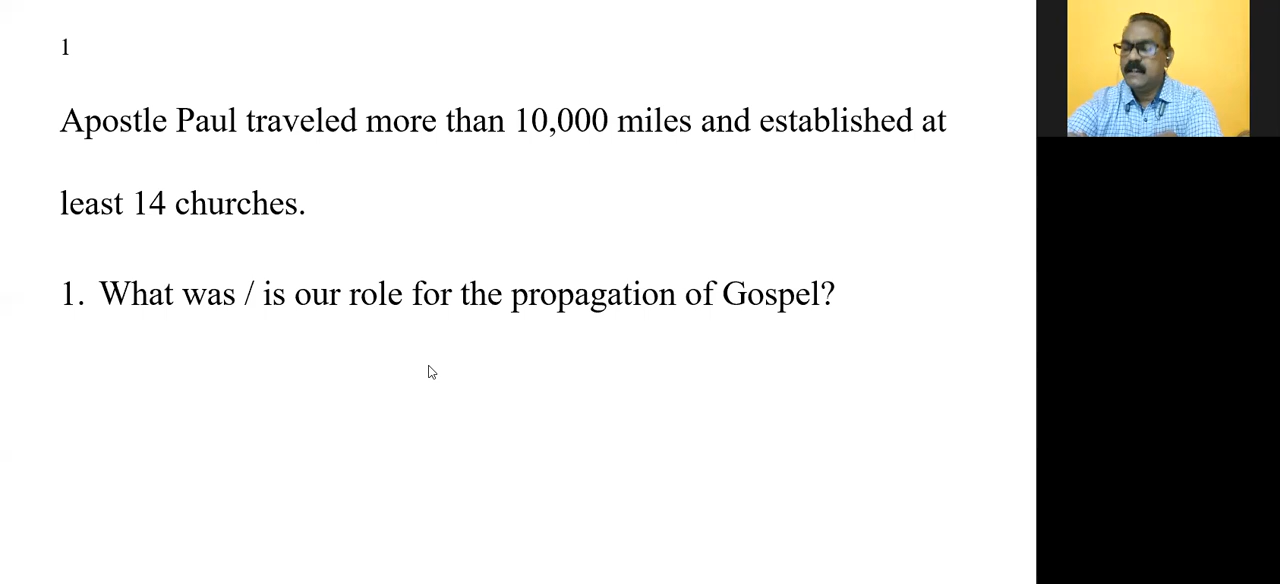 1
Apostle Paul traveled more than 10,000 miles and established at
least 14 churches.
1. What was / is our role for the propagation of Gospel?